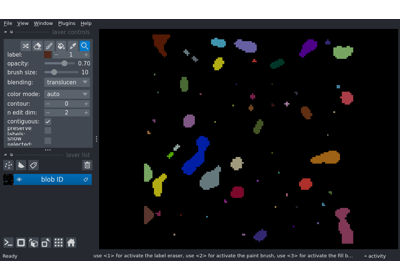 File View Window Plugins Help
layer controls
label: 1
opacity: 0.70
brush size: 10
blending: translucen
color mode: auto
contour: 0
n edit dim: 2
contiguous:
preserve
labels:
show
selected:
layer list
blob ID
Ready
use <1> for activate the label eraser, use <2> for activate the paint brush, use <3> for activate the fill b...
activity